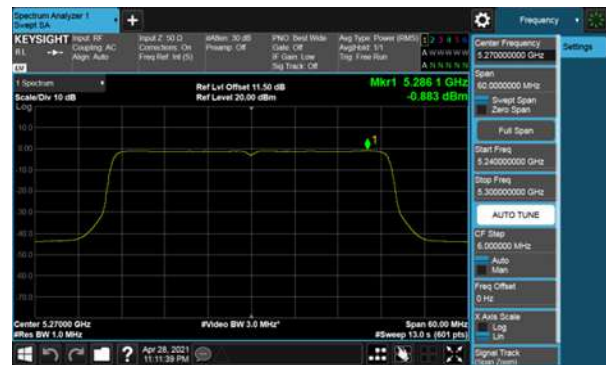 Spectrum Analyzer 1
Swept SA
+
Frequency
KEYSIGHT Input: RF Input Z: 50 Ω #Atten: 30 dB PNO: Best Wide Avg Type: Power (RMS) 1 2 3 4 5 6
RL Coupling: AC Corrections: On Preamp: Off Gate: Off Avg|Hold: 1/1
Align: Auto Freq Ref: Int (S) IF Gain: Low Trig: Free Run A W W W W W
Sig Track: Off A N N N N N
1 Spectrum
Scale/Div 10 dB
Ref Lvl Offset 11.50 dB
Ref Level 20.00 dBm
Mkr1 5.286 1 GHz
-0.883 dBm
Log
10.0
0.00
-10.0
-20.0
-30.0
-40.0
-50.0
-60.0
-70.0
1
Center 5.27000 GHz #Video BW 3.0 MHz* Span 60.00 MHz
#Res BW 1.0 MHz #Sweep 13.0 s (601 pts)
Apr 28, 2021
11:11:39 PM
?
Center Frequency
5.270000000 GHz
Settings
Span
60.0000000 MHz
Swept Span
Zero Span
Full Span
Start Freq
5.240000000 GHz
Stop Freq
5.300000000 GHz
AUTO TUNE
CF Step
6.000000 MHz
Auto
Man
Freq Offset
0 Hz
X Axis Scale
Log
Lin
Signal Track
(Span Zoom)